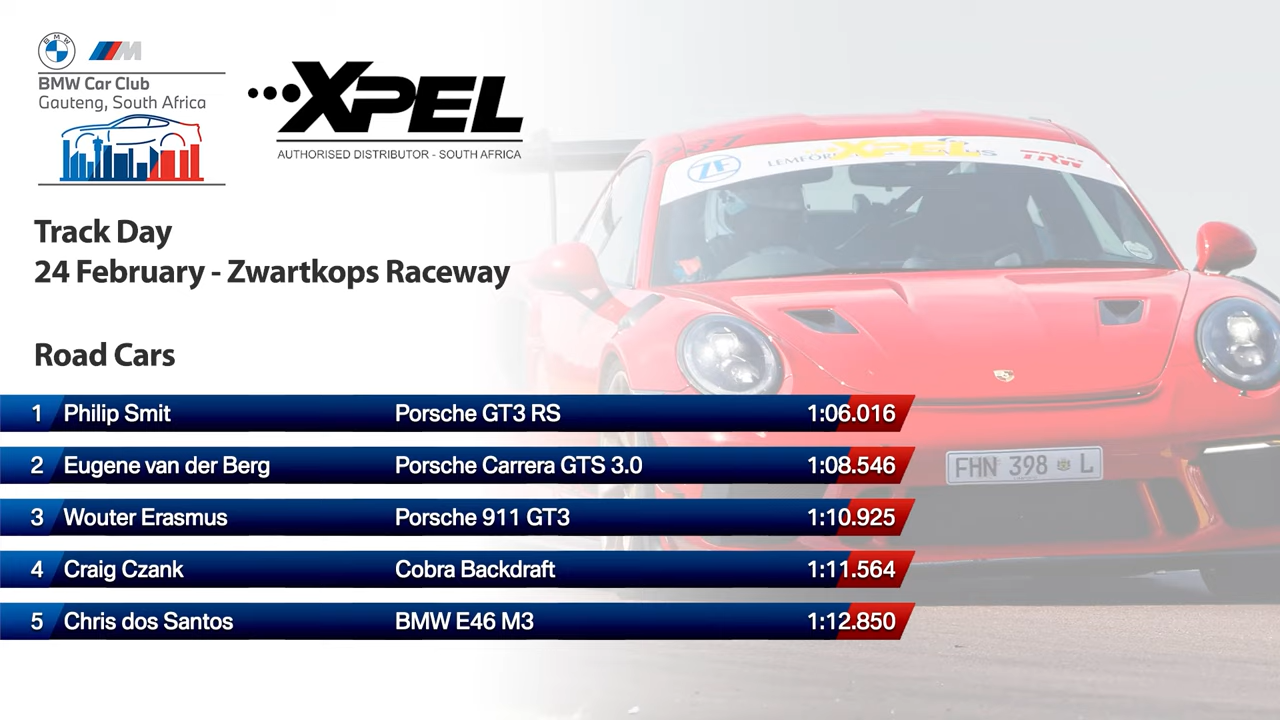 BMW
M
BMW Car Club
Gauteng, South Africa
XPEL
AUTHORISED DISTRIBUTOR - SOUTH AFRICA
Track Day
24 February - Zwartkops Raceway
Road Cars
1 Philip Smit Porsche GT3 RS 1:06.016
2 Eugene van der Berg Porsche Carrera GTS 3.0 1:08.546
3 Wouter Erasmus Porsche 911 GT3 1:10.925
4 Craig Czank Cobra Backdraft 1:11.564
5 Chris dos Santos BMW E46 M3 1:12.850
37
ZF XPEL TRW
FHN 398 L